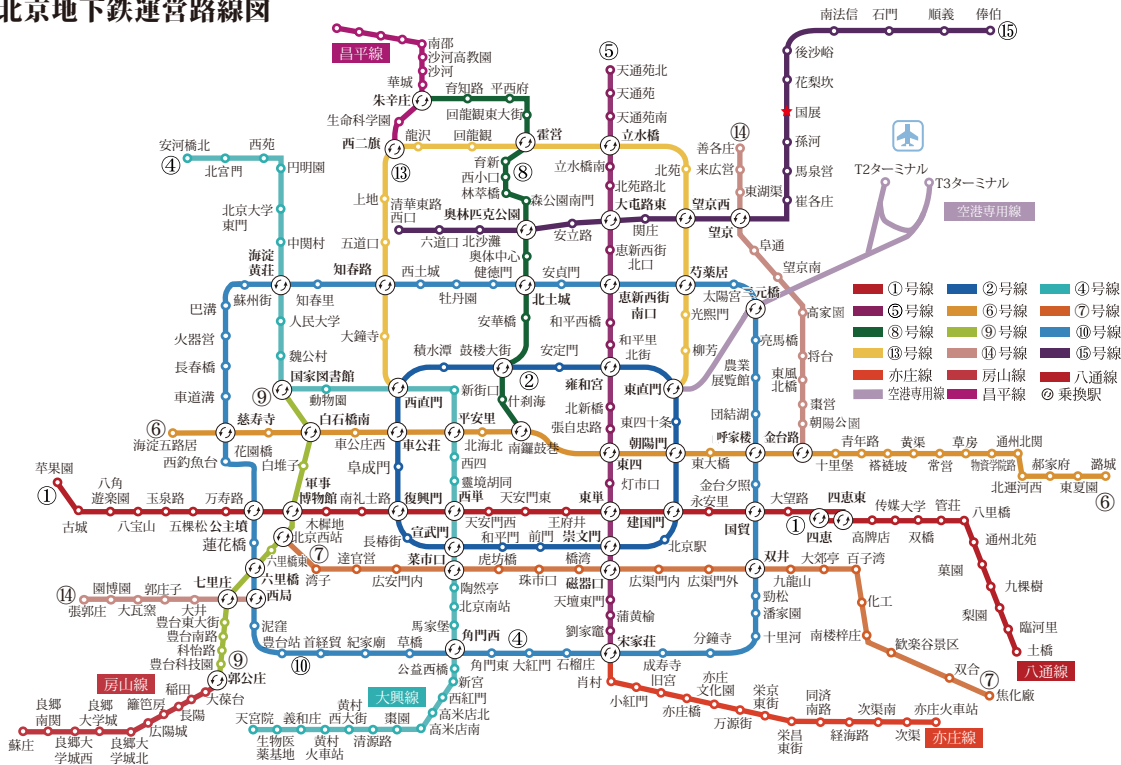 北京地下鉄運営路線図
昌平線
南邵
沙河高教園
沙河
華城
朱辛庄
育知路
平西府
回龍観東大街
生命科学園
西二旗
龍沢
回龍観
霍営
⑬
⑧
育新
西小口
林萃橋
森公園南門
⑤
天通苑北
天通苑
天通苑南
立水橋
立水橋南
北苑路北
大屯路東
北苑
望京西
⑭
善各庄
来広営
東湖渠
望京
南法信
石門
順義
俸伯
⑮
後沙峪
花梨坎
国展
孫河
馬泉営
崔各庄
T2ターミナル
T3ターミナル
空港専用線
安河橋北
④
北宮門
西苑
円明園
北京大学
東門
中関村
海淀
黄荘
上地
五道口
清華東路
西口
六道口
北沙灘
奥林匹克公園
奥体中心
安立路
関庄
恵新西街
北口
阜通
望京南
巴溝
蘇州街
知春里
知春路
西土城
牡丹園
健徳門
北土城
安貞門
恵新西街
南口
芍薬居
太陽宮
三元橋
火器営
長春橋
車道溝
人民大学
魏公村
国家図書館
⑨
動物園
大鐘寺
積水潭
鼓楼大街
安華橋
安定門
②
和平西橋
和平里
北街
雍和宮
光熙門
柳芳
東直門
亮馬橋
農業
展覧館
団結湖
呼家楼
高家園
将台
東風
北橋
棗営
朝陽公園
金台路
①号線
②号線
④号線
⑤号線
⑥号線
⑦号線
⑧号線
⑨号線
⑩号線
⑬号線
⑭号線
⑮号線
亦庄線
房山線
八通線
空港専用線
昌平線
乗換駅
西直門
新街口
什刹海
北新橋
張自忠路
東四十条
⑥
海淀五路居
慈寿寺
花園橋
白石橋南
白堆子
車公庄西
車公荘
平安里
北海北
南鑼鼓巷
東四
朝陽門
東大橋
十里堡
青年路
褡裢坡
黄渠
常営
草房
物資学院路
通州北関
北運河西
郝家府
東夏園
潞城
⑥
西釣魚台
阜成門
西四
霊境胡同
灯市口
金台夕照
苹果園
①
古城
八角
遊楽園
八宝山
玉泉路
五棵松
万寿路
公主墳
軍事
博物館
木樨地
南礼士路
復興門
西単
天安門西
天安門東
王府井
東単
建国門
永安里
国貿
大望路
①
四恵
四恵東
高牌店
伝媒大学
双橋
管荘
八里橋
通州北苑
菓園
九棵樹
梨園
臨河里
土橋
八通線
蓮花橋
北京西站
六里橋東
六里橋
⑦
湾子
達官営
長椿街
宣武門
和平門
前門
崇文門
北京駅
広安門内
菜市口
虎坊橋
珠市口
橋湾
磁器口
広渠門内
広渠門外
双井
九龍山
大郊亭
百子湾
化工
南楼梓庄
歓楽谷景区
双合
⑦
焦化廠
⑭
張郭庄
園博園
大瓦窯
郭庄子
大井
七里庄
西局
豊台東大街
豊台南路
科怡路
豊台科技園
⑨
郭公庄
泥窪
豊台站
⑩
首経貿
紀家廟
草橋
角門西
④
角門東
大紅門
石榴庄
宋家荘
成寿寺
分鐘寺
十里河
潘家園
勁松
陶然亭
北京南站
馬家堡
公益西橋
天壇東門
蒲黄榆
劉家窯
房山線
大葆台
稲田
長陽
籬笆房
広陽城
良郷大
学城北
良郷
大学城
良郷大
学城西
良郷
南関
蘇庄
大興線
新宮
西紅門
高米店北
高米店南
棗園
清源路
黄村
西大街
黄村
火車站
義和庄
生物医
薬基地
天宮院
肖村
小紅門
旧宮
亦庄橋
亦庄
文化園
万源街
栄京
東街
栄昌
東街
同済
南路
経海路
次渠南
次渠
亦庄火車站
亦庄線